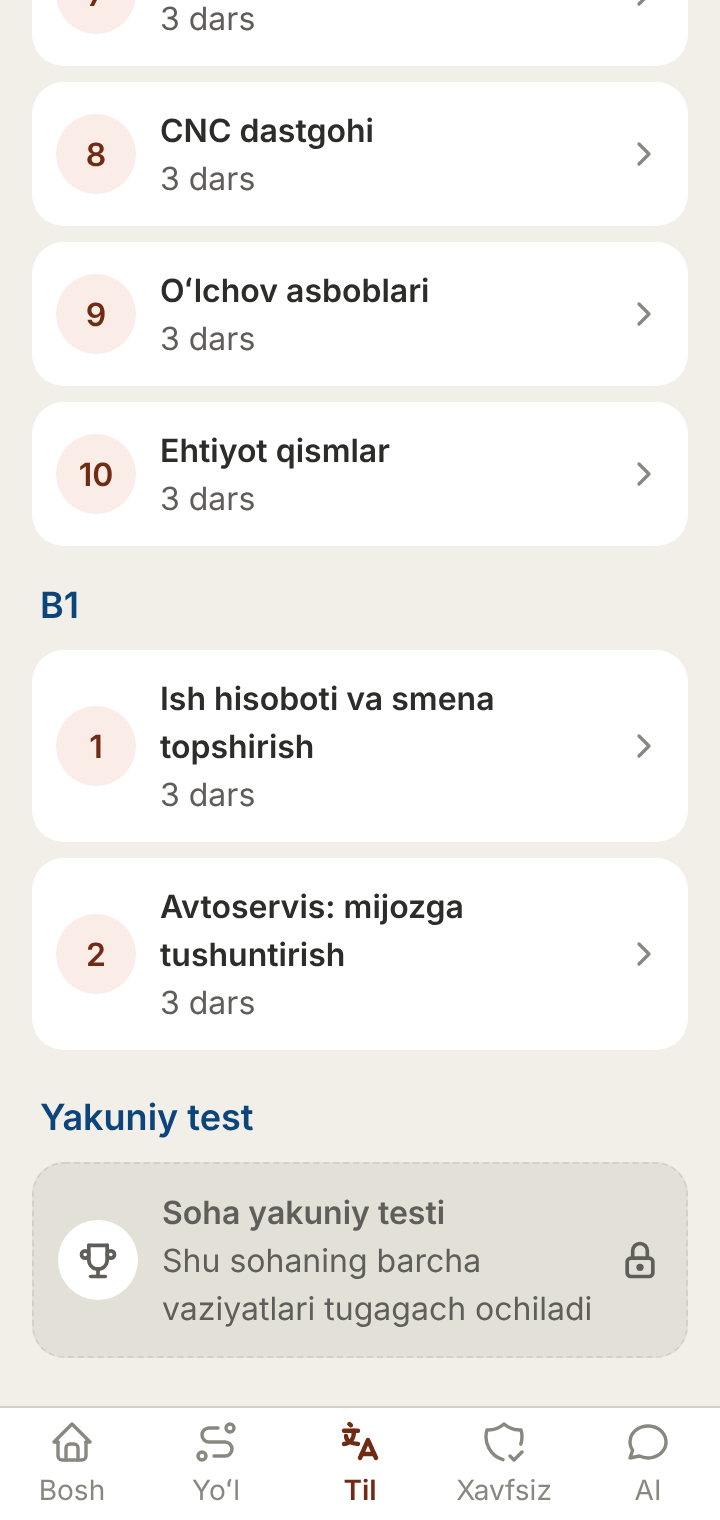 3 dars
8
CNC dastgohi
3 dars
9
Oʻlchov asboblari
3 dars
10
Ehtiyot qismlar
3 dars
B1
1
Ish hisoboti va smena
topshirish
3 dars
2
Avtoservis: mijozga
tushuntirish
3 dars
Yakuniy test
Soha yakuniy testi
Shu sohaning barcha
vaziyatlari tugagach ochiladi
Bosh
Yoʻl
Til
Xavfsiz
AI